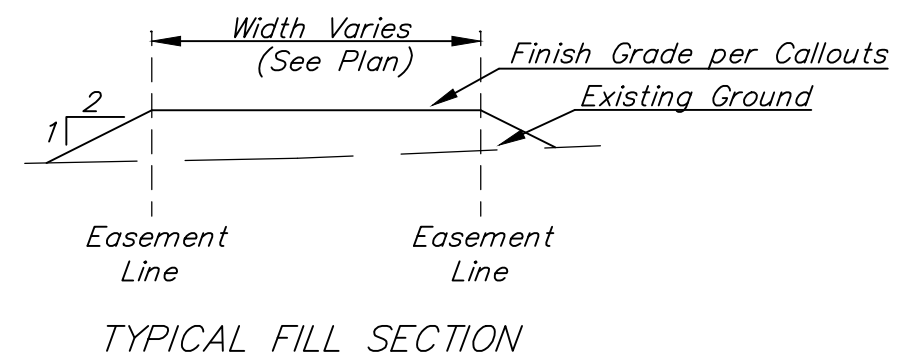 Width Varies
(See Plan)
Finish Grade per Callouts
Existing Ground
2
1
Easement
Line
Easement
Line
TYPICAL FILL SECTION